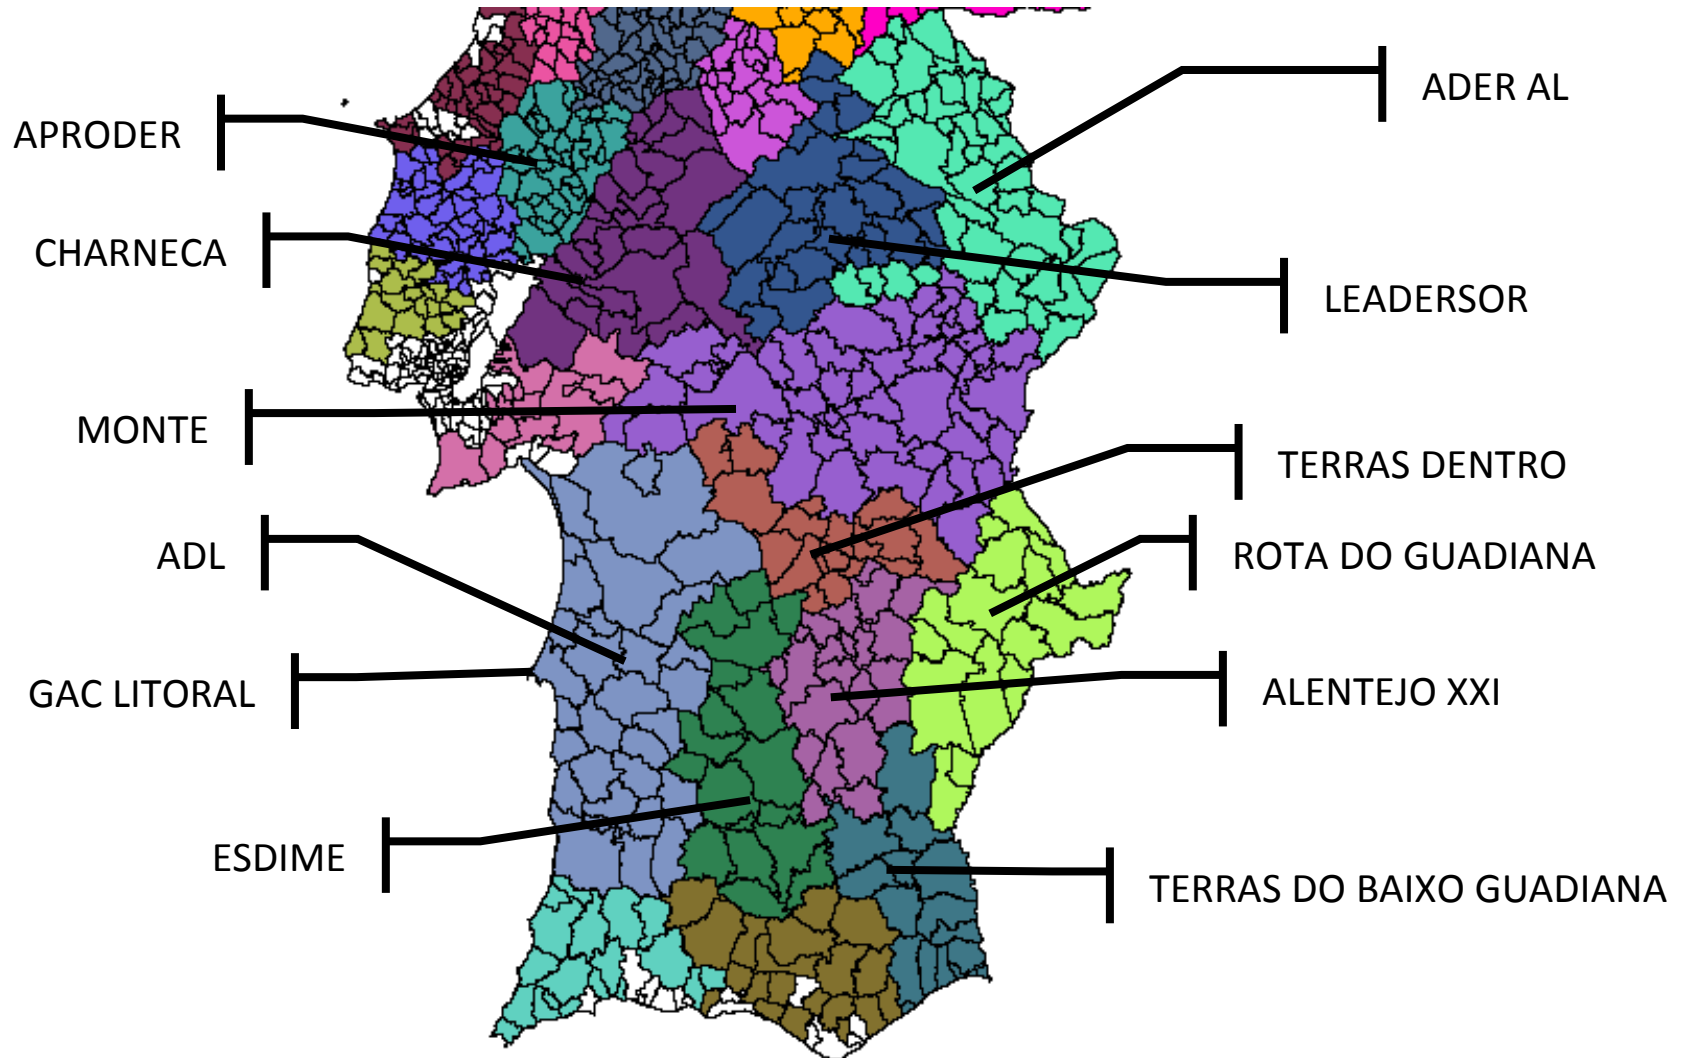 ADER AL
APRODER
CHARNECA
LEADERSOR
MONTE
TERRAS DENTRO
ADL
ROTA DO GUADIANA
GAC LITORAL
ALENTEJO XXI
ESDIME
TERRAS DO BAIXO GUADIANA